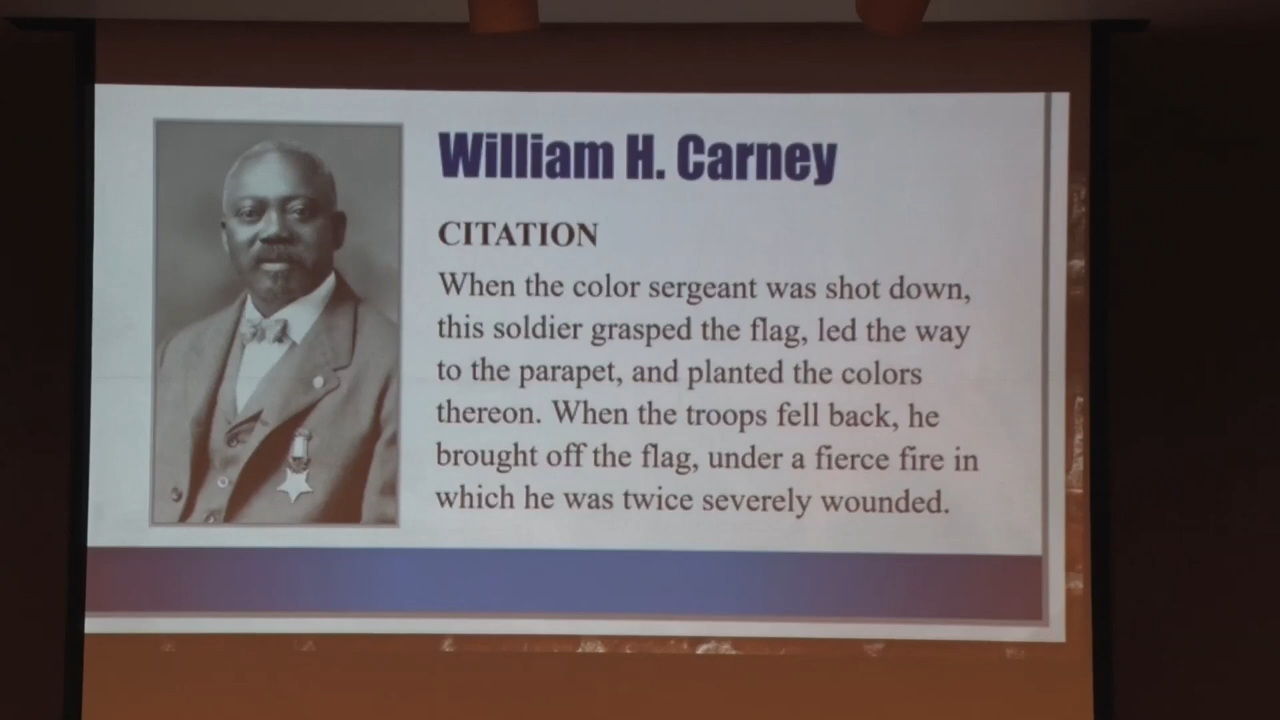 William H. Carney
CITATION
When the color sergeant was shot down,
this soldier grasped the flag, led the way
to the parapet, and planted the colors
thereon. When the troops fell back, he
brought off the flag, under a fierce fire in
which he was twice severely wounded.